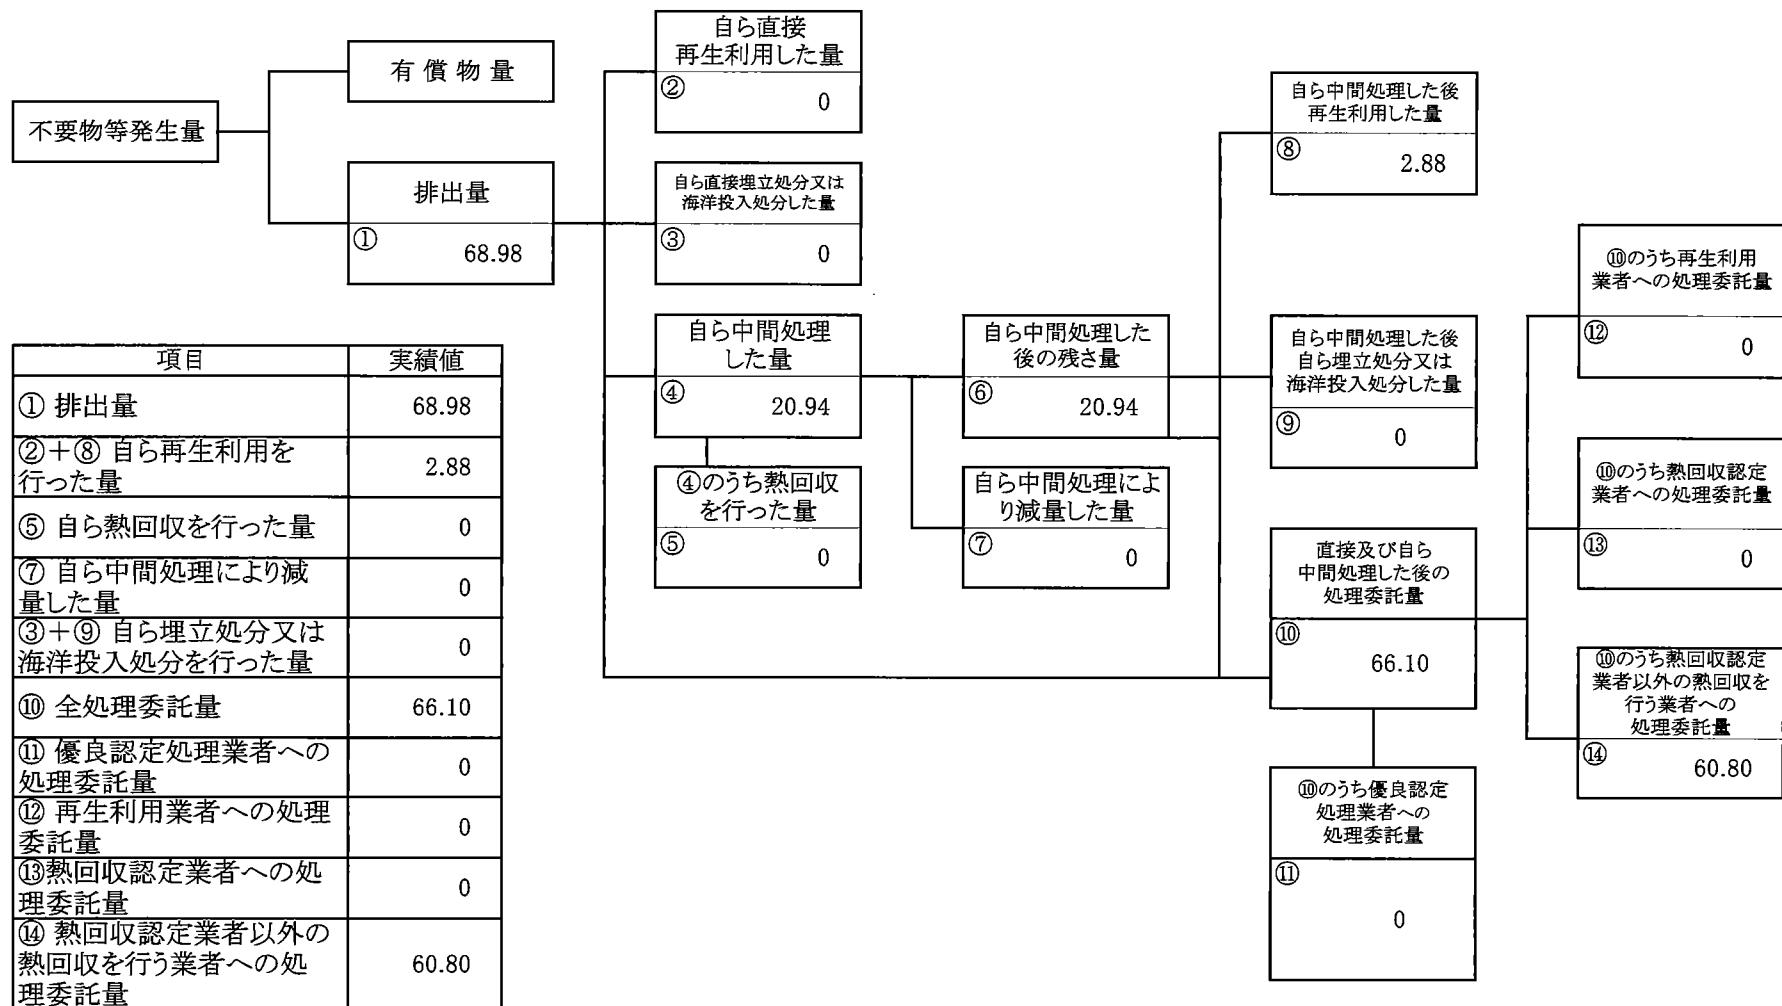 不要物等発生量
有償物量
排出量
①
68.98
自ら直接
再生利用した量
②
0
自ら直接埋立処分又は
海洋投入処分した量
③
0
自ら中間処理
した量
④
20.94
④のうち熱回収
を行った量
⑤
0
自ら中間処理した
後の残さ量
⑥
20.94
自ら中間処理によ
り減量した量
⑦
0
自ら中間処理した後
再生利用した量
⑧
2.88
自ら中間処理した後
自ら埋立処分又は
海洋投入処分した量
⑨
0
直接及び自ら
中間処理した後の
処理委託量
⑩
66.10
⑩のうち優良認定
処理業者への
処理委託量
⑪
0
⑩のうち再生利用
業者への処理委託量
⑫
0
⑩のうち熱回収認定
業者への処理委託量
⑬
0
⑩のうち熱回収認定
業者以外の熱回収を
行う業者への
処理委託量
⑭
60.80
項目 実績値
① 排出量 68.98
②+⑧ 自ら再生利用を
行った量 2.88
⑤ 自ら熱回収を行った量 0
⑦ 自ら中間処理により減
量した量 0
③+⑨ 自ら埋立処分又は
海洋投入処分を行った量 0
⑩ 全処理委託量 66.10
⑪ 優良認定処理業者への
処理委託量 0
⑫ 再生利用業者への処理
委託量 0
⑬熱回収認定業者への処
理委託量 0
⑭ 熱回収認定業者以外の
熱回収を行う業者への処
理委託量 60.80